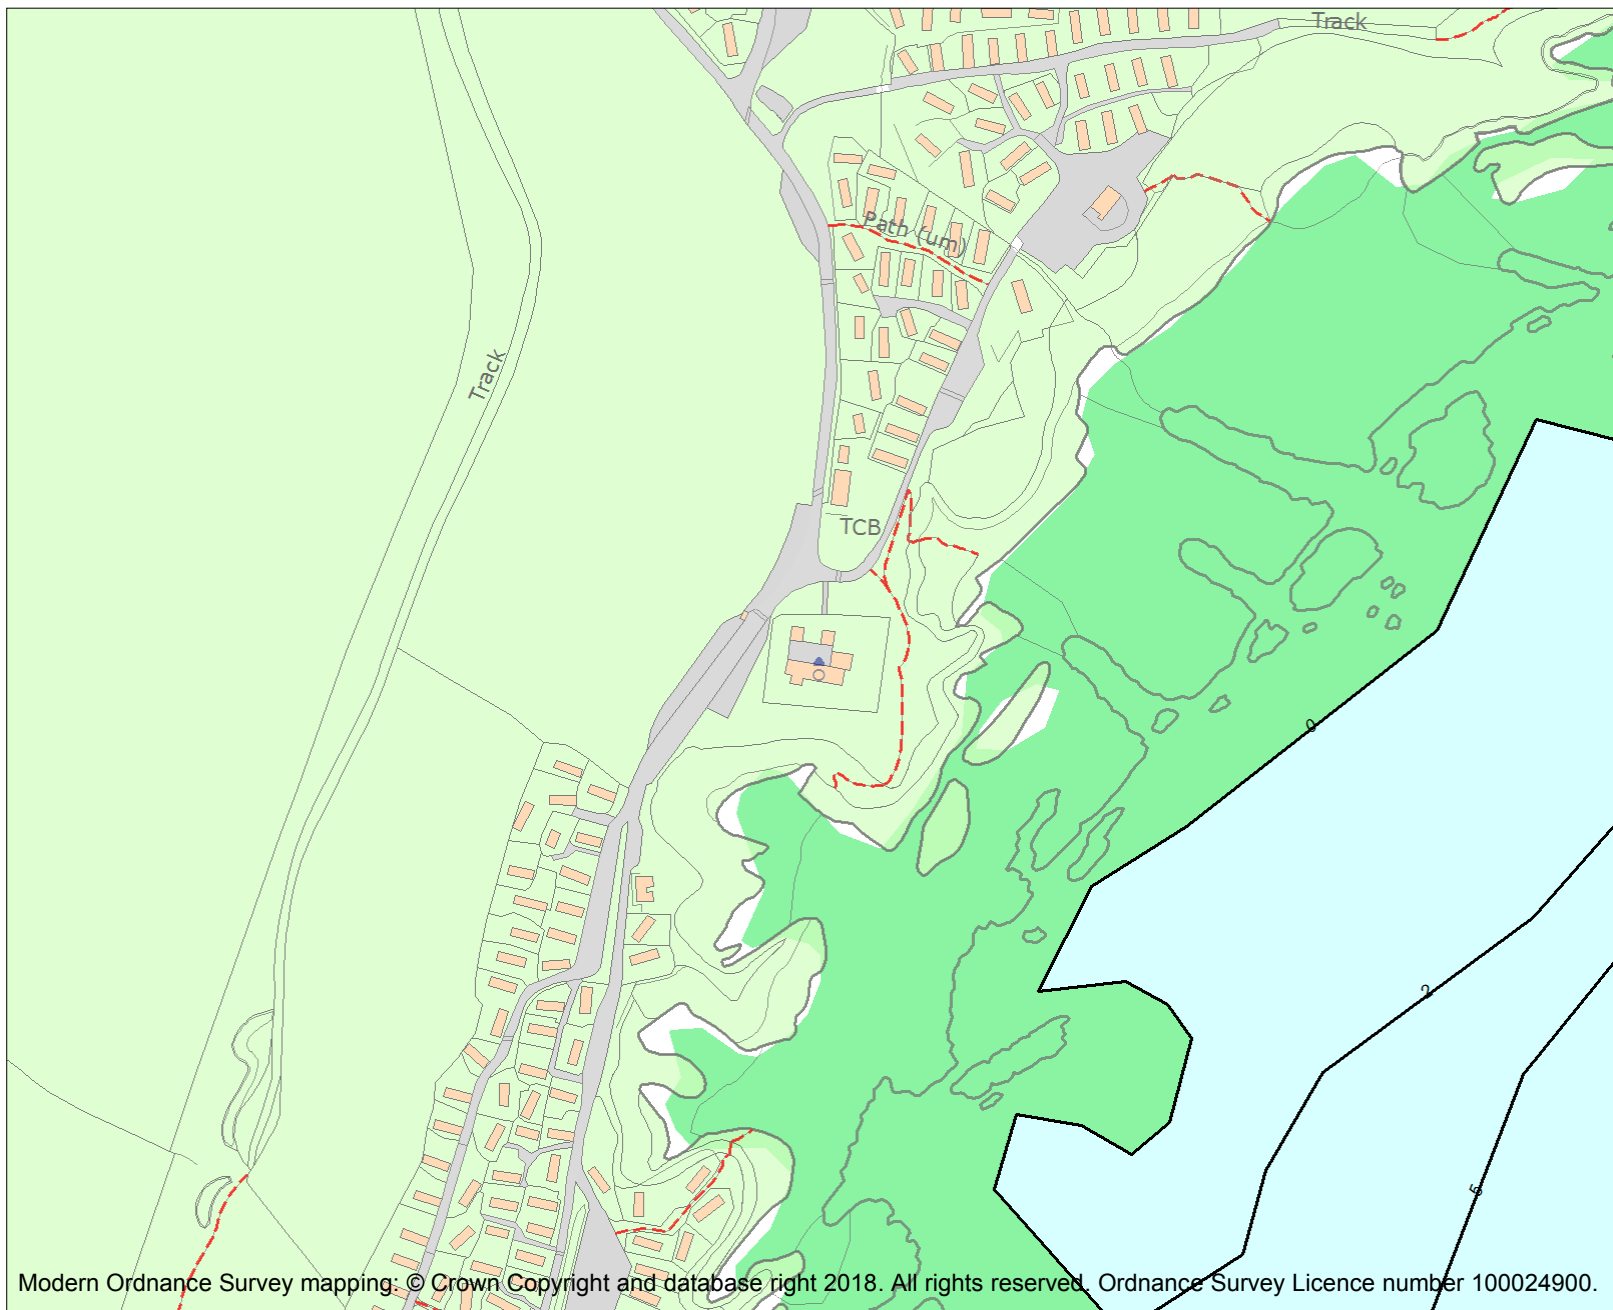 Track
Path (um)
Track
TCB
0
2
5
Modern Ordnance Survey mapping: © Crown Copyright and database right 2018. All rights reserved. Ordnance Survey Licence number 100024900.